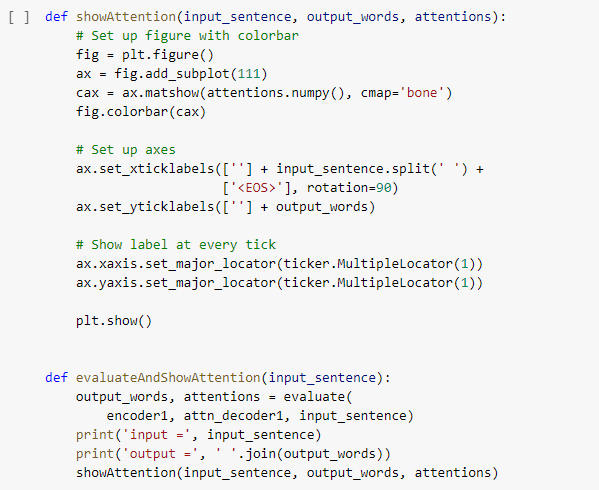 [ ] def showAttention(input_sentence, output_words, attentions):
# Set up figure with colorbar
fig = plt.figure()
ax = fig.add_subplot(111)
cax = ax.matshow(attentions.numpy(), cmap='bone')
fig.colorbar(cax)
# Set up axes
ax.set_xticklabels([''] + input_sentence.split(' ') +
['<EOS>'], rotation=90)
ax.set_yticklabels([''] + output_words)
# Show label at every tick
ax.xaxis.set_major_locator(ticker.MultipleLocator(1))
ax.yaxis.set_major_locator(ticker.MultipleLocator(1))
plt.show()
def evaluateAndShowAttention(input_sentence):
output_words, attentions = evaluate(
encoder1, attn_decoder1, input_sentence)
print('input =', input_sentence)
print('output =', ' '.join(output_words))
showAttention(input_sentence, output_words, attentions)